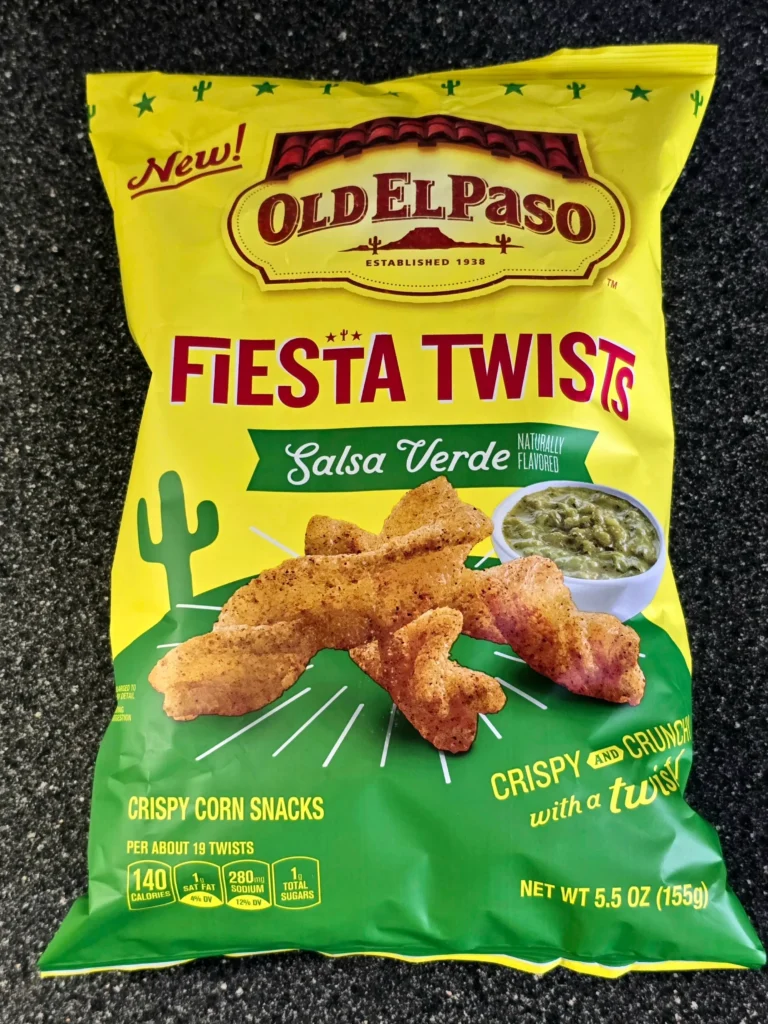 New!
OLD EL PASO
ESTABLISHED 1938
TM
FIESTA TWISTS
Salsa Verde NATURALLY
FLAVORED
CRISPY AND CRUNCHY
with a twist!
CRISPY CORN SNACKS
PER ABOUT 19 TWISTS
140
CALORIES
1g
SAT FAT
4% DV
280mg
SODIUM
12% DV
1g
TOTAL
SUGARS
NET WT 5.5 OZ (155g)